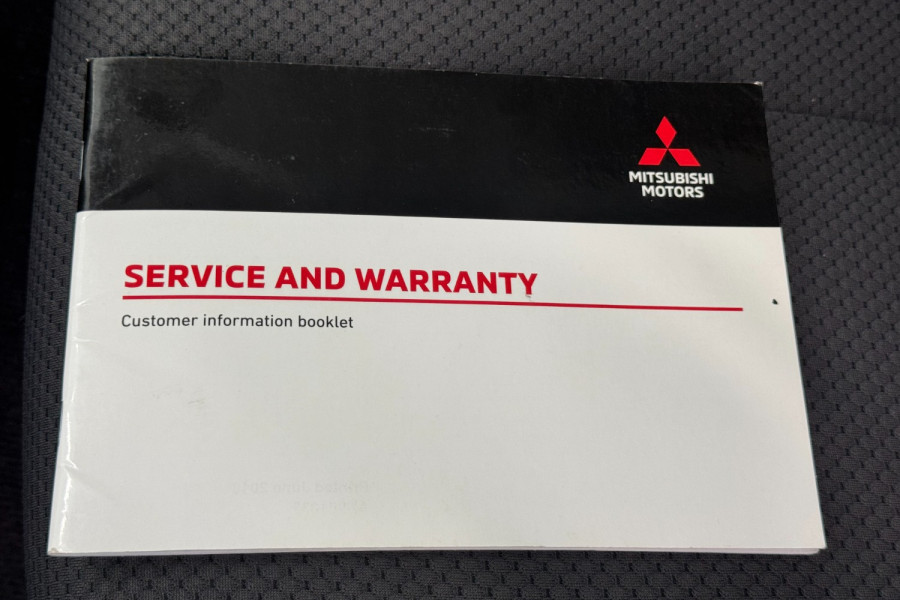 MITSUBISHI
MOTORS
SERVICE AND WARRANTY
Customer information booklet